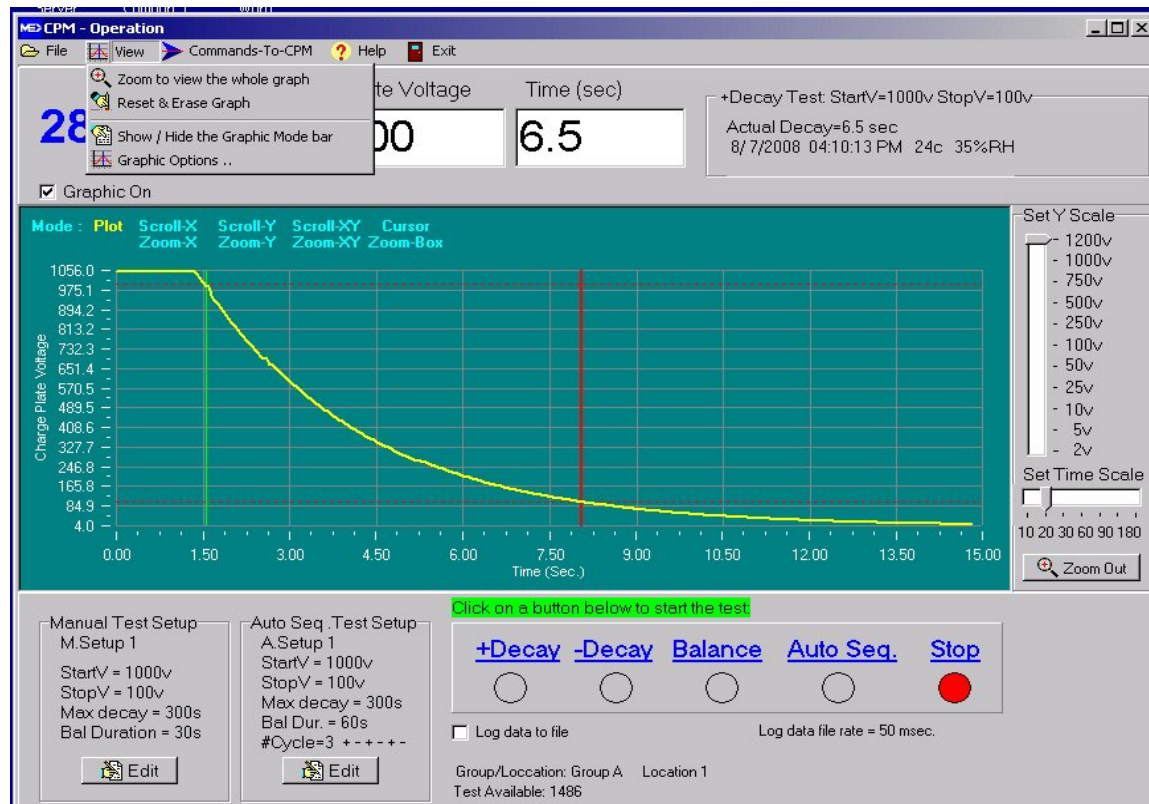 CPM - Operation
File View Commands-To-CPM ? Help Exit
Zoom to view the whole graph
Reset & Erase Graph
Show / Hide the Graphic Mode bar
Graphic Options ..
28
te Voltage
00
Time (sec)
6.5
+Decay Test: StartV=1000v StopV=100v
Actual Decay=6.5 sec
8/ 7/2008 04:10:13 PM 24c 35%RH
Graphic On
Mode : Plot Scroll-X Scroll-Y Scroll-XY Cursor
Zoom-X Zoom-Y Zoom-XY Zoom-Box
Charge Plate Voltage
1056.0
975.1
894.2
813.2
732.3
651.4
570.5
489.5
408.6
327.7
246.8
165.8
84.9
4.0
0.00 1.50 3.00 4.50 6.00 7.50 9.00 10.50 12.00 13.50 15.00
Time (Sec.)
Set Y Scale
- 1200v
- 1000v
- 750v
- 500v
- 250v
- 100v
- 50v
- 25v
- 10v
- 5v
- 2v
Set Time Scale
10 20 30 60 90 180
Zoom Out
Manual Test Setup
M.Setup 1
StartV = 1000v
StopV = 100v
Max decay = 300s
Bal Duration = 30s
Edit
Auto Seq .Test Setup
A.Setup 1
StartV = 1000v
StopV = 100v
Max decay = 300s
Bal Dur. = 60s
#Cycle=3 + - + - + -
Edit
Click on a button below to start the test:
+Decay -Decay Balance Auto Seq. Stop
Log data to file
Log data file rate = 50 msec.
Group/Loccation: Group A Location 1
Test Available: 1486